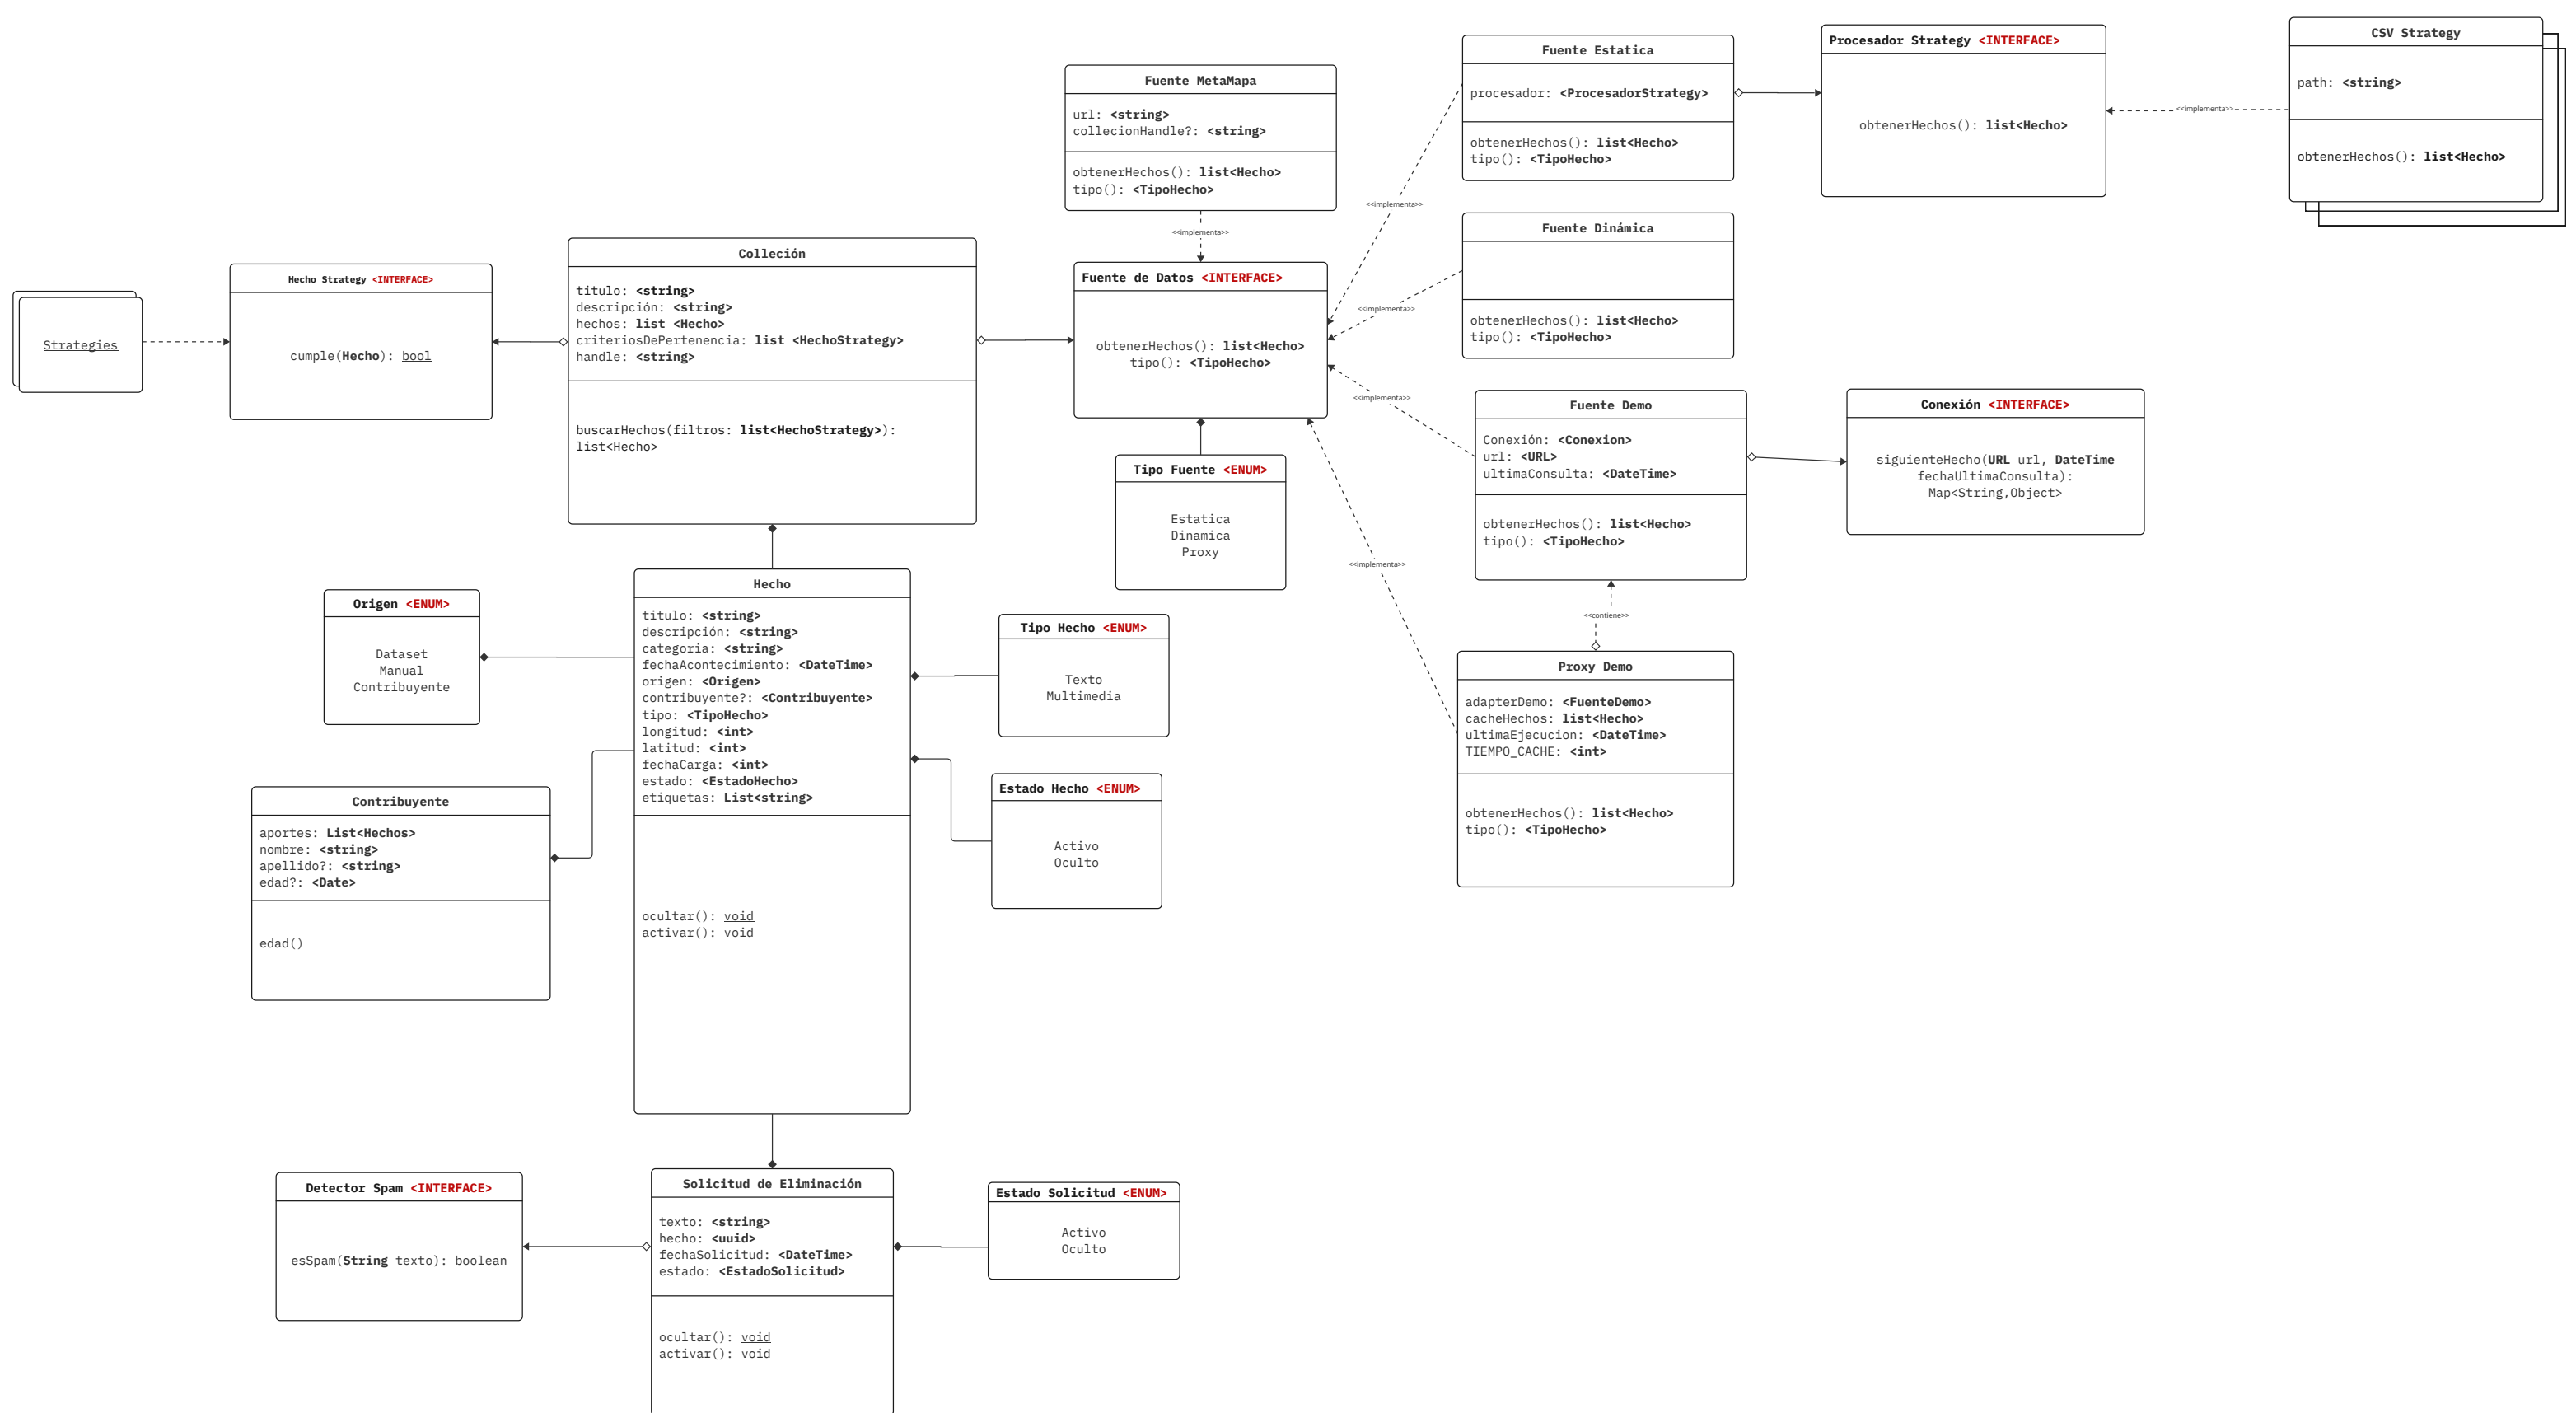 CSV Strategy
path: <string>
obtenerHechos(): list<Hecho>
<<implementa>>
Procesador Strategy <INTERFACE>
obtenerHechos(): list<Hecho>
Fuente Estatica
procesador: <ProcesadorStrategy>
obtenerHechos(): list<Hecho>
tipo(): <TipoHecho>
<<implementa>>
Fuente MetaMapa
url: <string>
collecionHandle?: <string>
obtenerHechos(): list<Hecho>
tipo(): <TipoHecho>
<<implementa>>
Fuente Dinámica
obtenerHechos(): list<Hecho>
tipo(): <TipoHecho>
<<implementa>>
Strategies
Hecho Strategy <INTERFACE>
cumple(Hecho): bool
Colleción
titulo: <string>
descripción: <string>
hechos: list <Hecho>
criteriosDePertenencia: list <HechoStrategy>
handle: <string>
buscarHechos(filtros: list<HechoStrategy>):
list<Hecho>
Fuente de Datos <INTERFACE>
obtenerHechos(): list<Hecho>
tipo(): <TipoHecho>
<<implementa>>
Fuente Demo
Conexión: <Conexion>
url: <URL>
ultimaConsulta: <DateTime>
obtenerHechos(): list<Hecho>
tipo(): <TipoHecho>
Conexión <INTERFACE>
siguienteHecho(URL url, DateTime
fechaUltimaConsulta):
Map<String,Object>
Tipo Fuente <ENUM>
Estatica
Dinamica
Proxy
<<implementa>>
<<contiene>>
Proxy Demo
adapterDemo: <FuenteDemo>
cacheHechos: list<Hecho>
ultimaEjecucion: <DateTime>
TIEMPO_CACHE: <int>
obtenerHechos(): list<Hecho>
tipo(): <TipoHecho>
Origen <ENUM>
Dataset
Manual
Contribuyente
Hecho
titulo: <string>
descripción: <string>
categoria: <string>
fechaAcontecimiento: <DateTime>
origen: <Origen>
contribuyente?: <Contribuyente>
tipo: <TipoHecho>
longitud: <int>
latitud: <int>
fechaCarga: <int>
estado: <EstadoHecho>
etiquetas: List<string>
ocultar(): void
activar(): void
Tipo Hecho <ENUM>
Texto
Multimedia
Estado Hecho <ENUM>
Activo
Oculto
Contribuyente
aportes: List<Hechos>
nombre: <string>
apellido?: <string>
edad?: <Date>
edad()
Detector Spam <INTERFACE>
esSpam(String texto): boolean
Solicitud de Eliminación
texto: <string>
hecho: <uuid>
fechaSolicitud: <DateTime>
estado: <EstadoSolicitud>
ocultar(): void
activar(): void
Estado Solicitud <ENUM>
Activo
Oculto